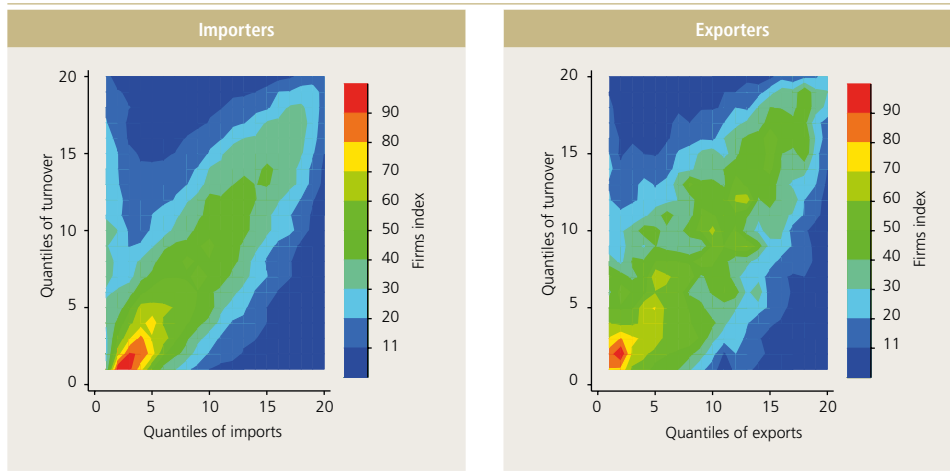 Importers
Quantiles of turnover
20
15
10
5
0
0 5 10 15 20
Quantiles of imports
90
80
70
60
50
40
30
20
11
Firms index
Exporters
Quantiles of turnover
20
15
10
5
0
0 5 10 15 20
Quantiles of exports
90
80
70
60
50
40
30
20
11
Firms index